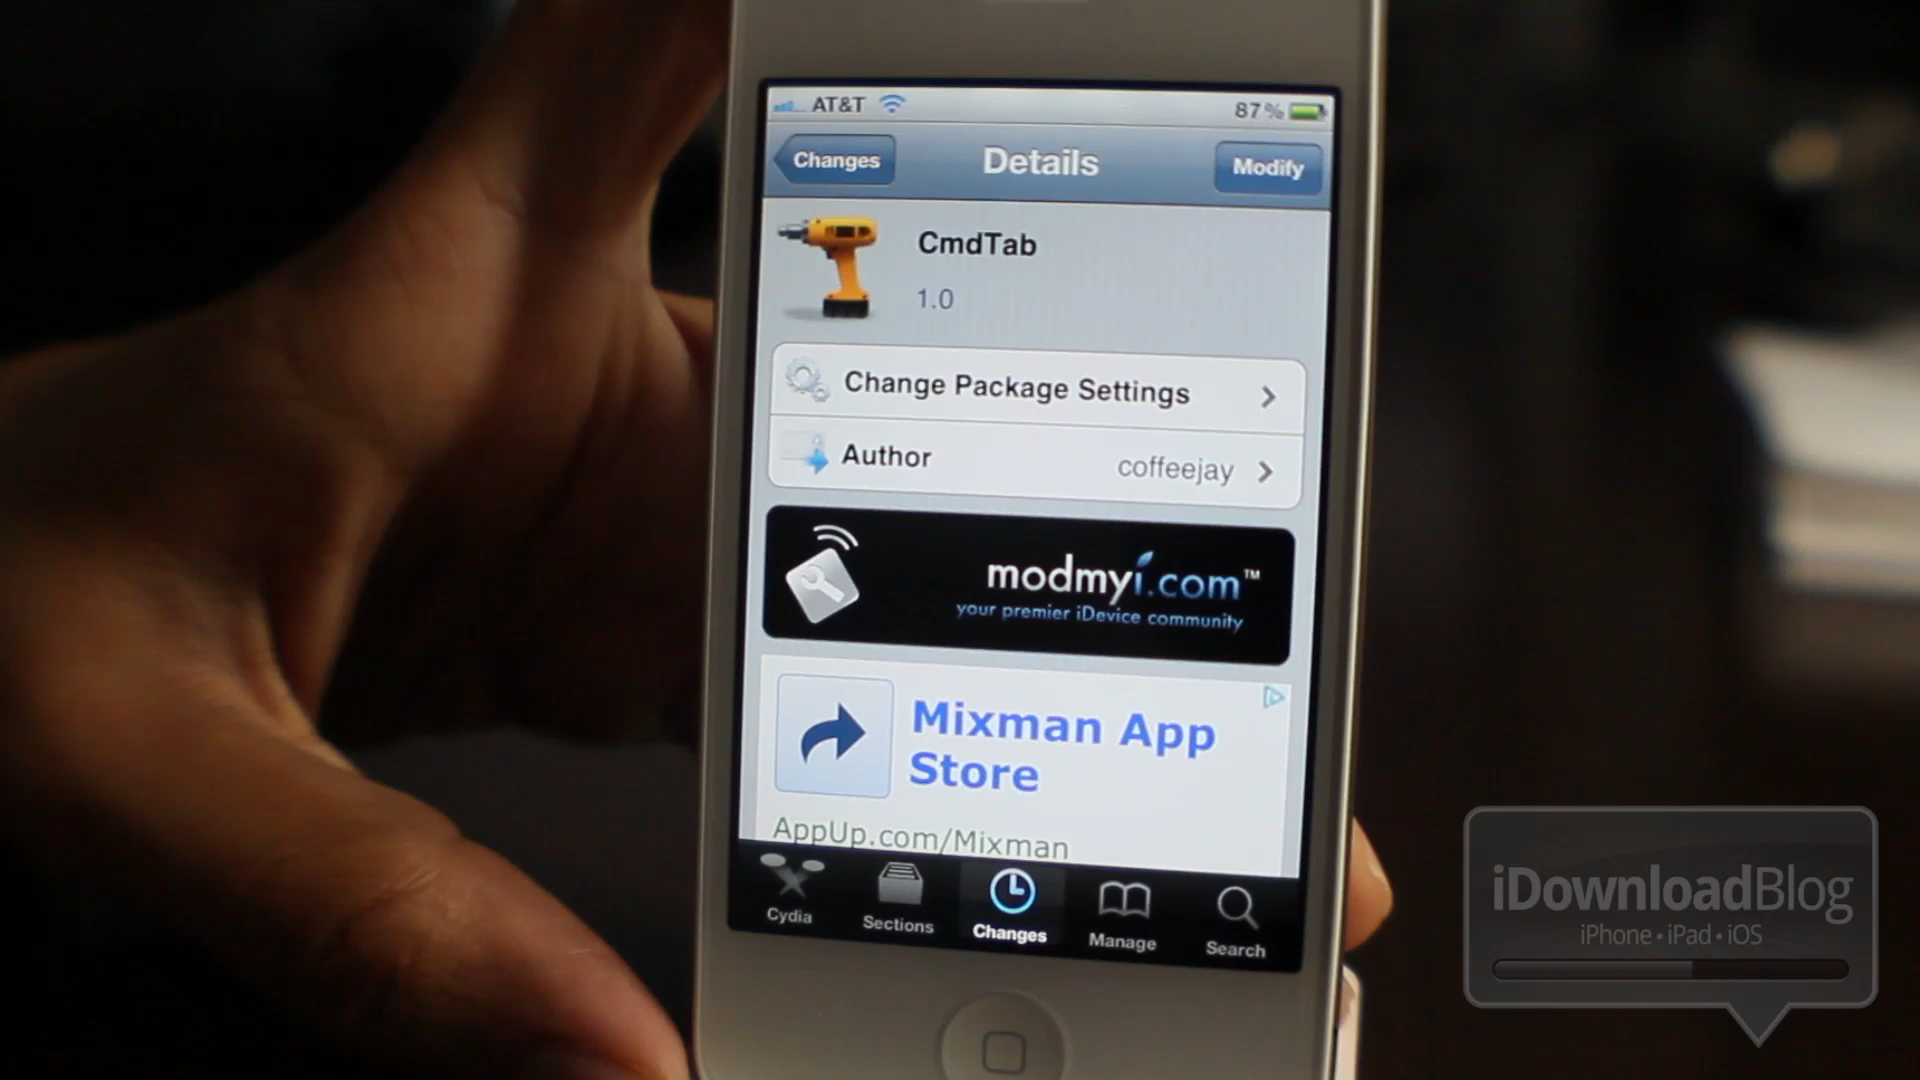 AT&T
87%
Changes
Details
Modify
CmdTab
1.0
Change Package Settings
Author
coffeejay
modmyi.com™
your premier iDevice community
Mixman App
Store
AppUp.com/Mixman
Cydia
Sections
Changes
Manage
Search
iDownloadBlog
iPhone • iPad • iOS